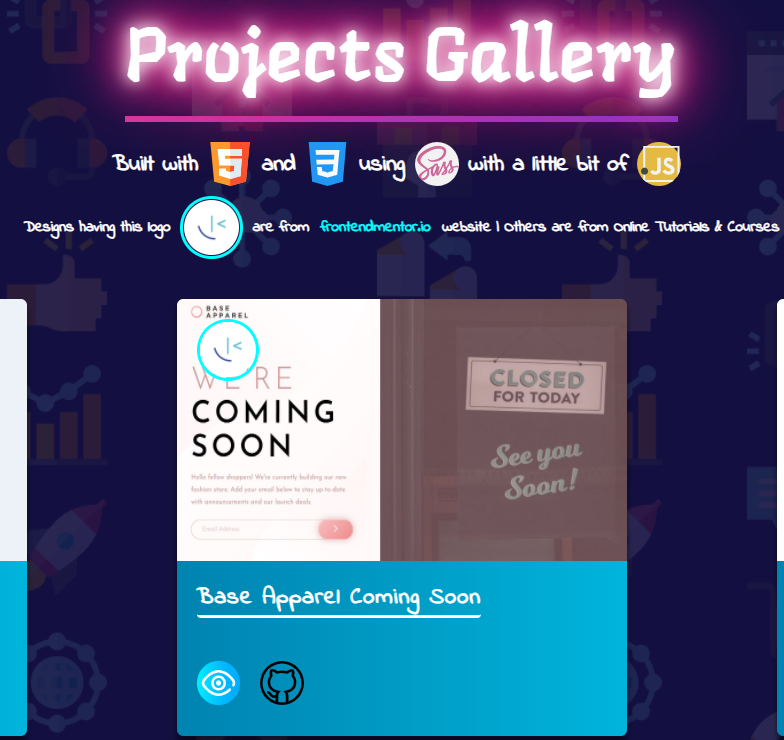 Projects Gallery
Built with 5 and 3 using Sass with a little bit of JS
Designs having this logo are from frontendmentor.io website | Others are from Online Tutorials & Courses
BASE
APPAREL
WE'RE
COMING
SOON
Hello fellow shoppers! We're currently building our new
fashion store. Add your email below to stay up-to-date
with announcements and our launch deals.
Email Address
CLOSED
FOR TODAY
See you
Soon!
Base Apparel Coming Soon